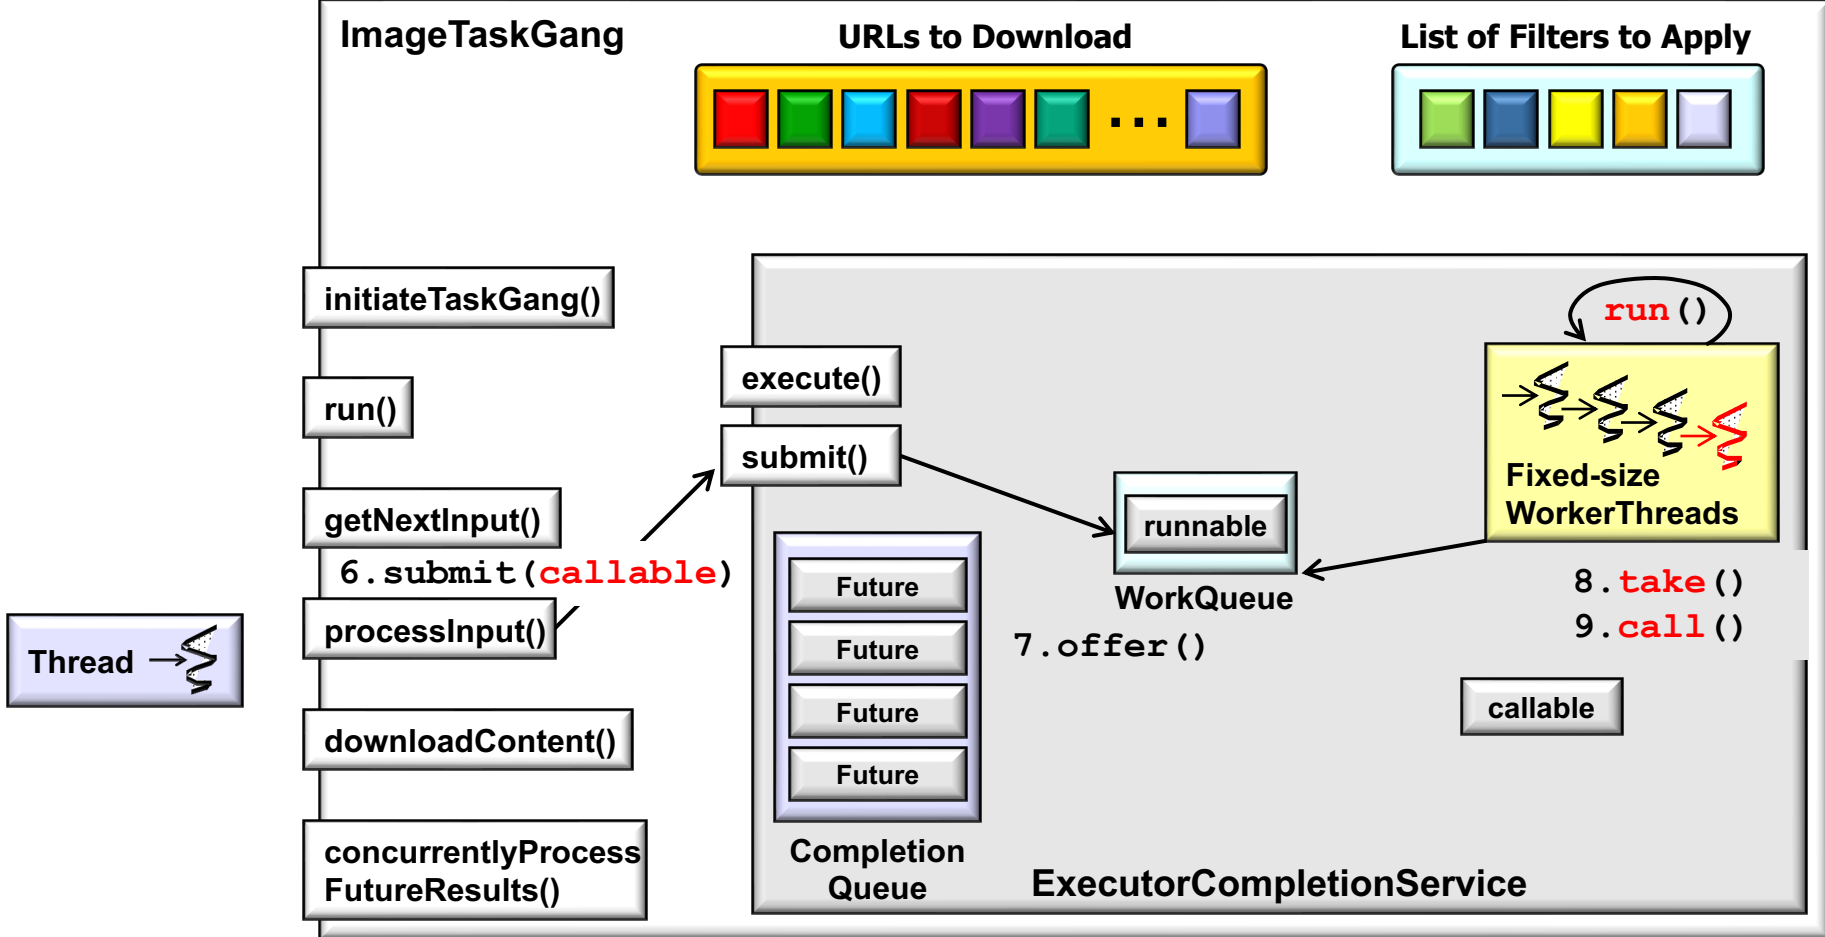 ImageTaskGang
URLs to Download
List of Filters to Apply
...
initiateTaskGang()
run()
getNextInput()
6.submit(callable)
processInput()
Thread
downloadContent()
concurrentlyProcess
FutureResults()
execute()
submit()
Future
Future
Future
Future
Completion
Queue
runnable
WorkQueue
7.offer()
run()
Fixed-size
WorkerThreads
8.take()
9.call()
callable
ExecutorCompletionService